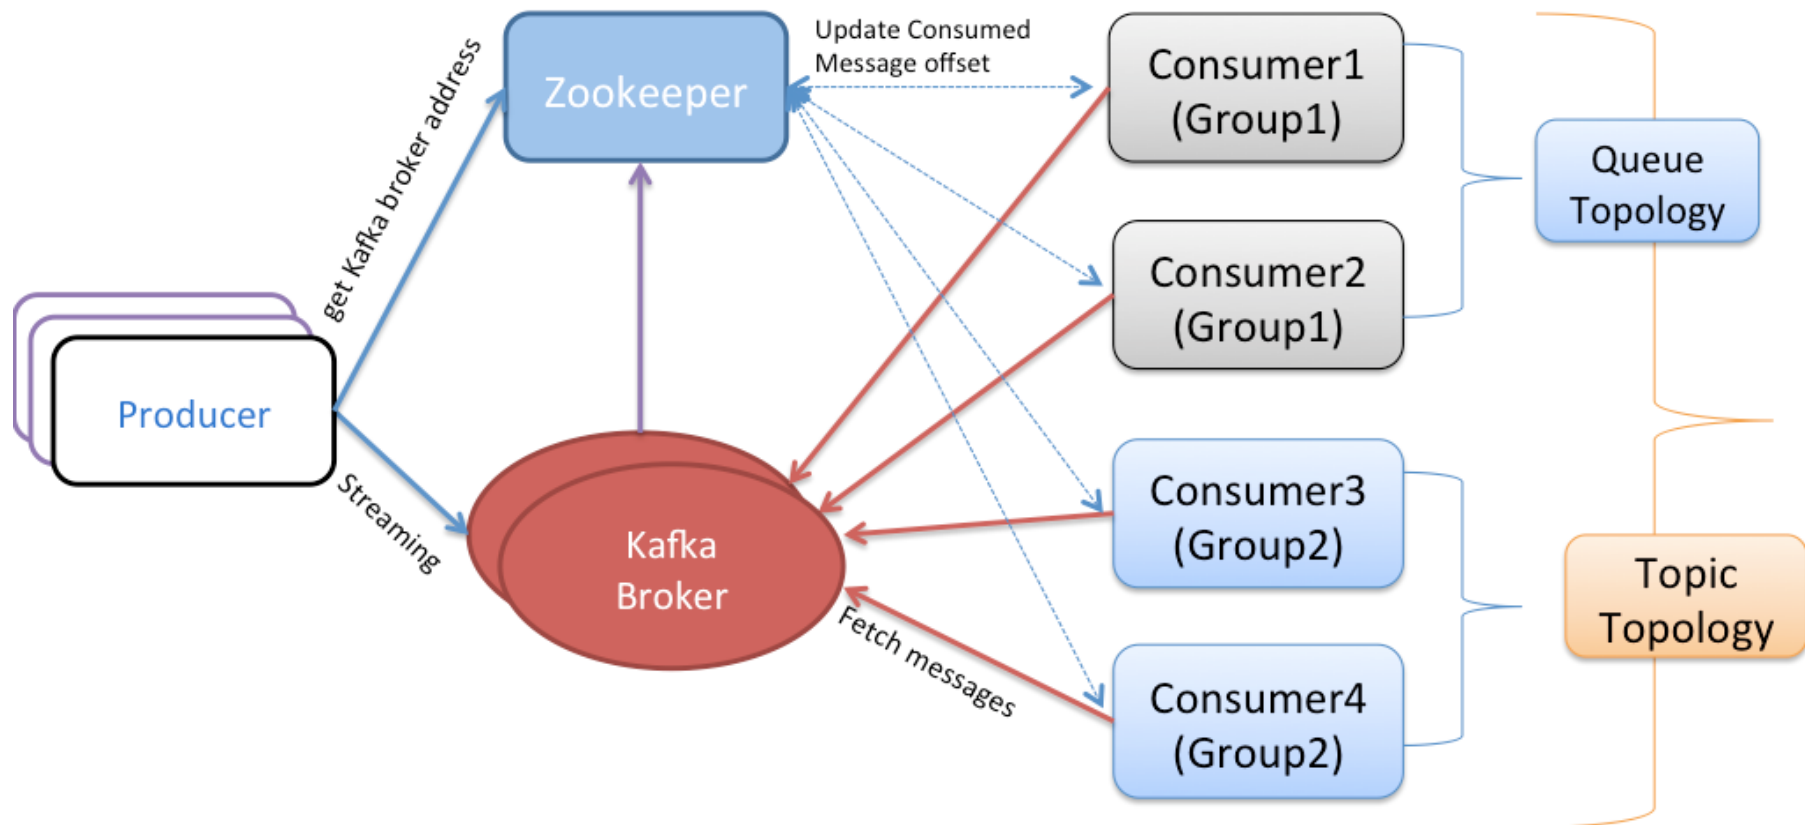 Update Consumed
Message offset
Zookeeper
get Kafka broker address
Producer
Streaming
Kafka
Broker
Fetch messages
Consumer1
(Group1)
Consumer2
(Group1)
Consumer3
(Group2)
Consumer4
(Group2)
Queue
Topology
Topic
Topology